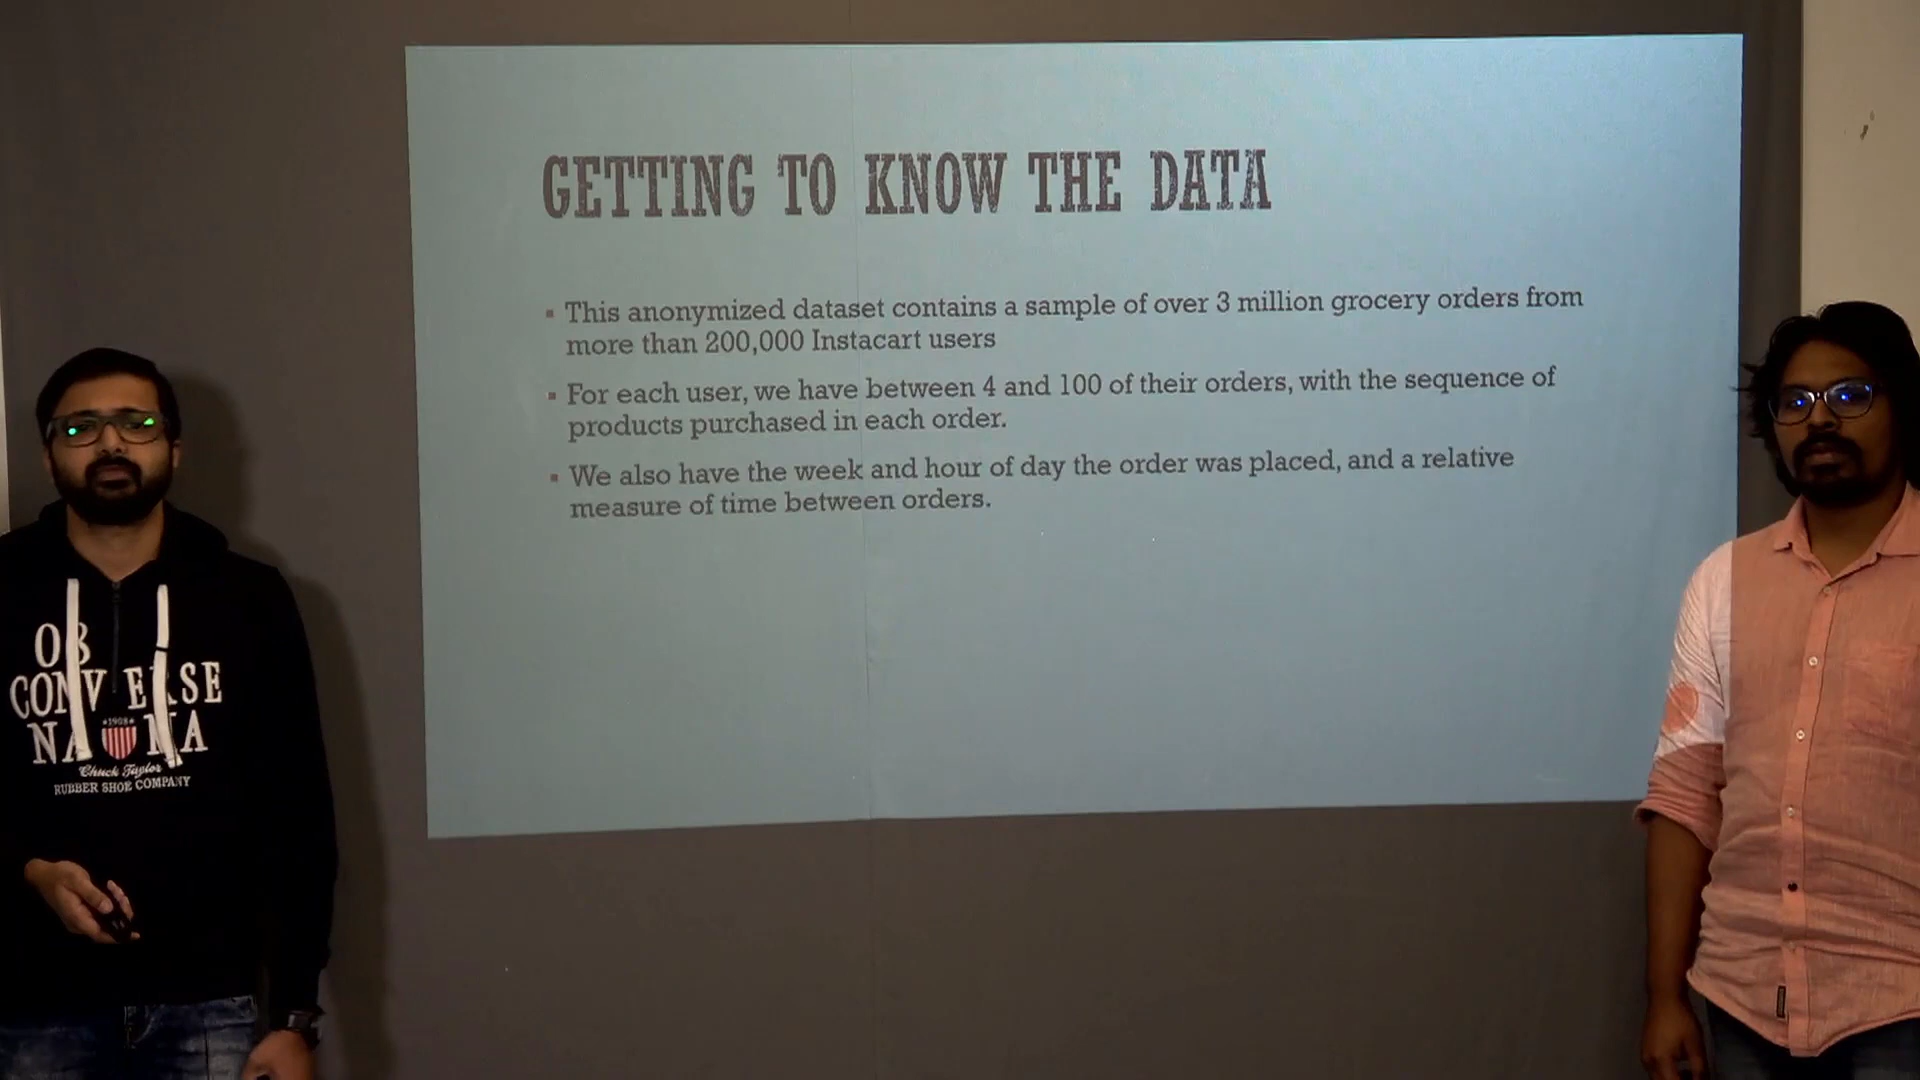 GETTING TO KNOW THE DATA
This anonymized dataset contains a sample of over 3 million grocery orders from
more than 200,000 Instacart users
For each user, we have between 4 and 100 of their orders, with the sequence of
products purchased in each order.
We also have the week and hour of day the order was placed, and a relative
measure of time between orders.
CONVERSE
1908
Chuck Taylor
RUBBER SHOE COMPANY